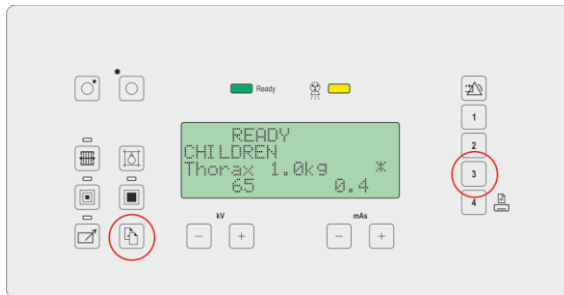 Ready
READY
CHILDREN
Thorax 1.0kg
65 0.4
kV
mAs
- +
- +
1
2
3
4